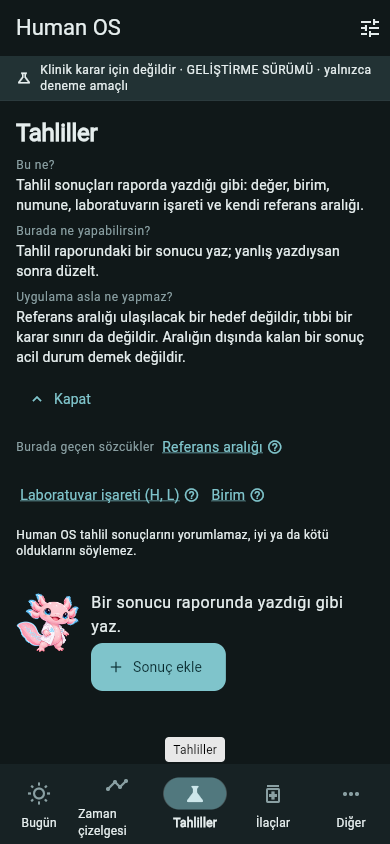 Human OS
Klinik karar için değildir · GELİŞTİRME SÜRÜMÜ · yalnızca
deneme amaçlı
Tahliller
Bu ne?
Tahlil sonuçları raporda yazdığı gibi: değer, birim,
numune, laboratuvarın işareti ve kendi referans aralığı.
Burada ne yapabilirsin?
Tahlil raporundaki bir sonucu yaz; yanlış yazdıysan
sonra düzelt.
Uygulama asla ne yapmaz?
Referans aralığı ulaşılacak bir hedef değildir, tıbbi bir
karar sınırı da değildir. Aralığın dışında kalan bir sonuç
acil durum demek değildir.
Kapat
Burada geçen sözcükler Referans aralığı
Laboratuvar işareti (H, L) Birim
Human OS tahlil sonuçlarını yorumlamaz, iyi ya da kötü
olduklarını söylemez.
Bir sonucu raporunda yazdığı gibi
yaz.
+ Sonuç ekle
Tahliller
Bugün
Zaman
çizelgesi
Tahliller
İlaçlar
Diğer